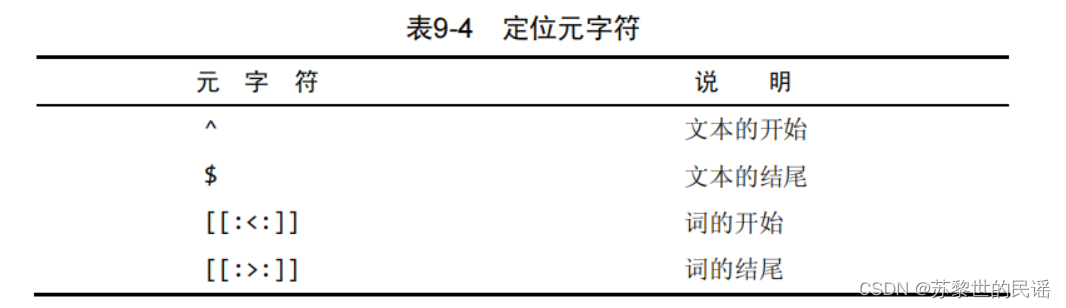 表9-4 定位元字符
元 字 符 说 明
^ 文本的开始
$ 文本的结尾
[[:<:]] 词的开始
[[:>:]] 词的结尾
CSDN @苏黎世的民谣